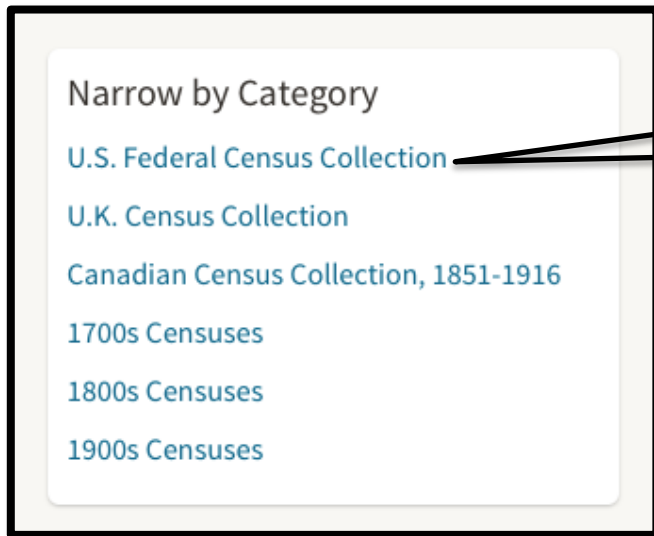 Narrow by Category
U.S. Federal Census Collection
U.K. Census Collection
Canadian Census Collection, 1851-1916
1700s Censuses
1800s Censuses
1900s Censuses